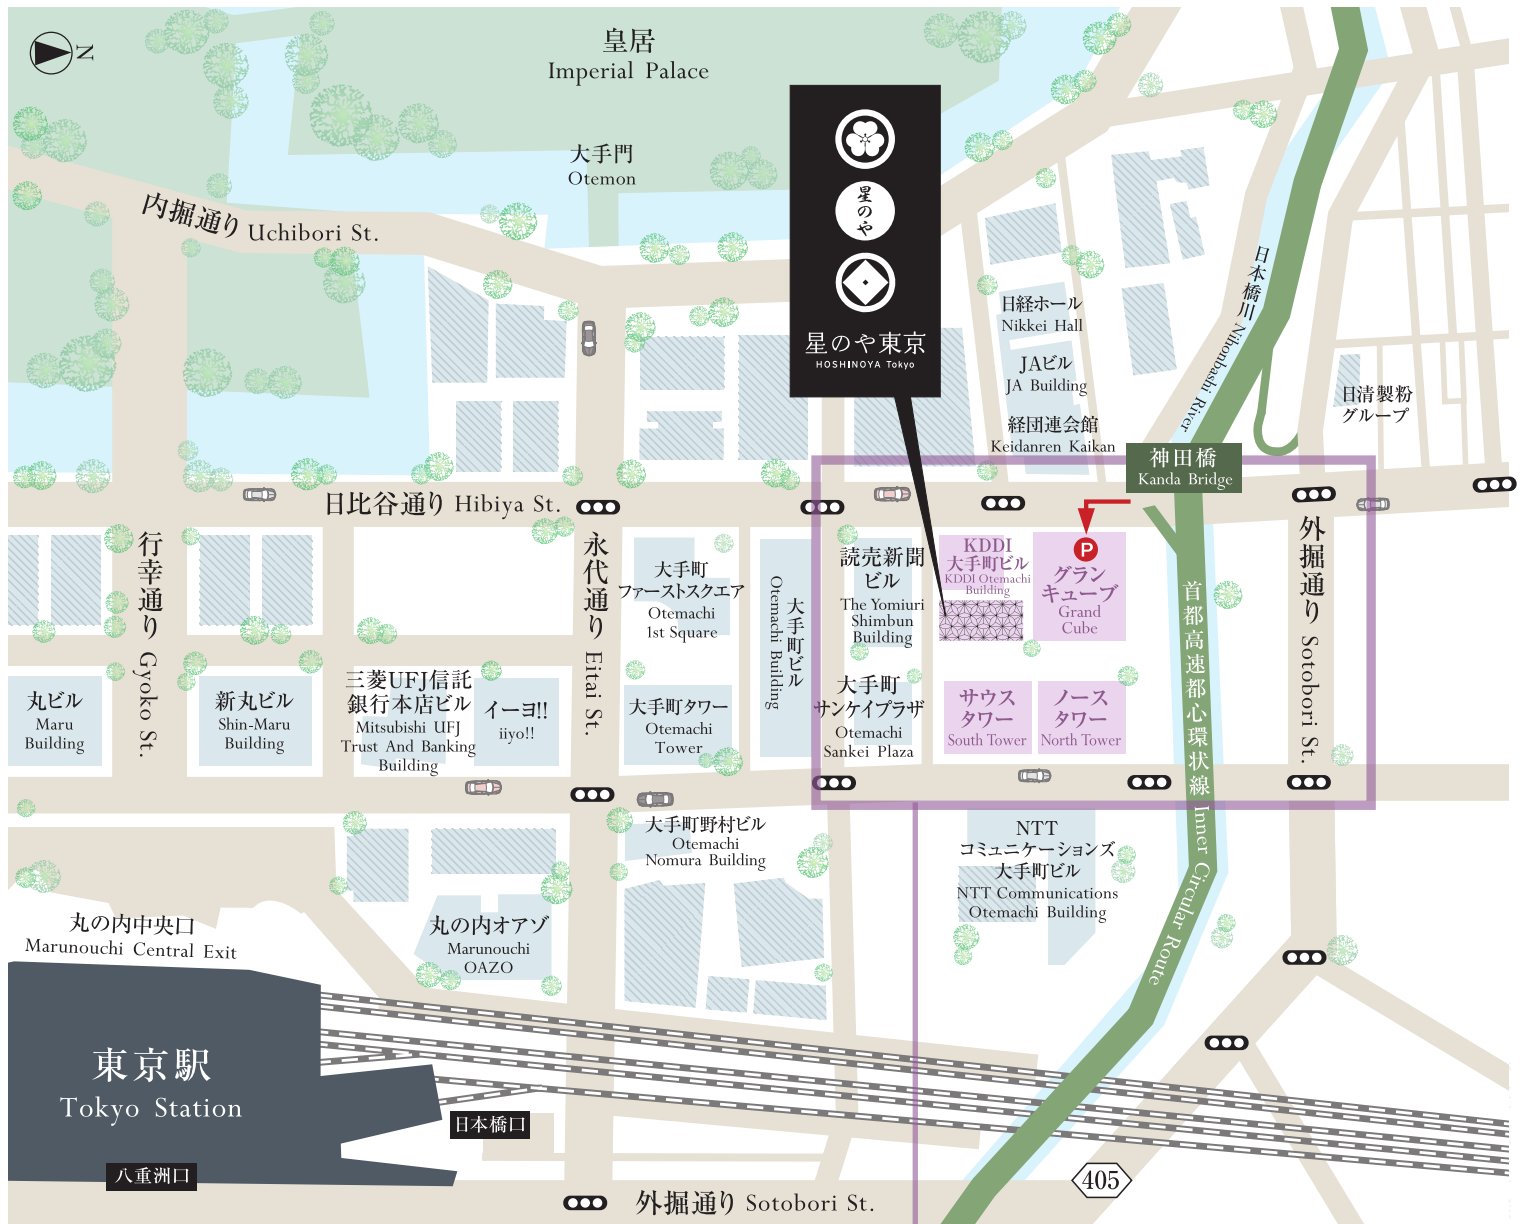 N
皇居
Imperial Palace
大手門
Otemon
内掘通り Uchibori St.
星のや
星のや東京
HOSHINOYA Tokyo
日経ホール
Nikkei Hall
JAビル
JA Building
経団連会館
Keidanren Kaikan
日本橋川 Nihonbashi River
日清製粉
グループ
神田橋
Kanda Bridge
日比谷通り Hibiya St.
行幸通り Gyoko St.
永代通り Eitai St.
大手町
ファーストスクエア
Otemachi
1st Square
大手町ビル
Otemachi Building
読売新聞
ビル
The Yomiuri
Shimbun
Building
KDDI
大手町ビル
KDDI Otemachi
Building
P
グラン
キューブ
Grand
Cube
首都高速都心環状線 Inner Circular Route
外掘通り Sotobori St.
丸ビル
Maru
Building
新丸ビル
Shin-Maru
Building
三菱UFJ信託
銀行本店ビル
Mitsubishi UFJ
Trust And Banking
Building
イーヨ!!
iiyo!!
大手町タワー
Otemachi
Tower
大手町
サンケイプラザ
Otemachi
Sankei Plaza
サウス
タワー
South Tower
ノース
タワー
North Tower
大手町野村ビル
Otemachi
Nomura Building
NTT
コミュニケーションズ
大手町ビル
NTT Communications
Otemachi Building
丸の内中央口
Marunouchi Central Exit
丸の内オアゾ
Marunouchi
OAZO
東京駅
Tokyo Station
日本橋口
八重洲口
405
外掘通り Sotobori St.